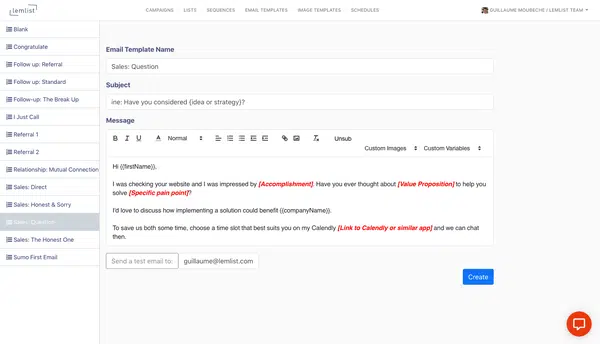 lemlist
CAMPAIGNS LISTS SEQUENCES EMAIL TEMPLATES IMAGE TEMPLATES SCHEDULES
GUILLAUME MOUBECHE / LEMLIST TEAM
Blank
Congratulate
Follow up: Referral
Follow up: Standard
Follow-up: The Break Up
I Just Call
Referral 1
Referral 2
Relationship: Mutual Connection
Sales: Direct
Sales: Honest & Sorry
Sales: Question
Sales: The Honest One
Sumo First Email
Email Template Name
Sales: Question
Subject
ine: Have you considered {idea or strategy}?
Message
B I U A Normal Unsub
Custom Images Custom Variables
Hi {{firstName}},
I was checking your website and I was impressed by [Accomplishment]. Have you ever thought about [Value Proposition] to help you
solve [Specific pain point]?
I'd love to discuss how implementing a solution could benefit {{companyName}}.
To save us both some time, choose a time slot that best suits you on my Calendly [Link to Calendly or similar app] and we can chat
then.
Send a test email to: guillaume@lemlist.com
Create